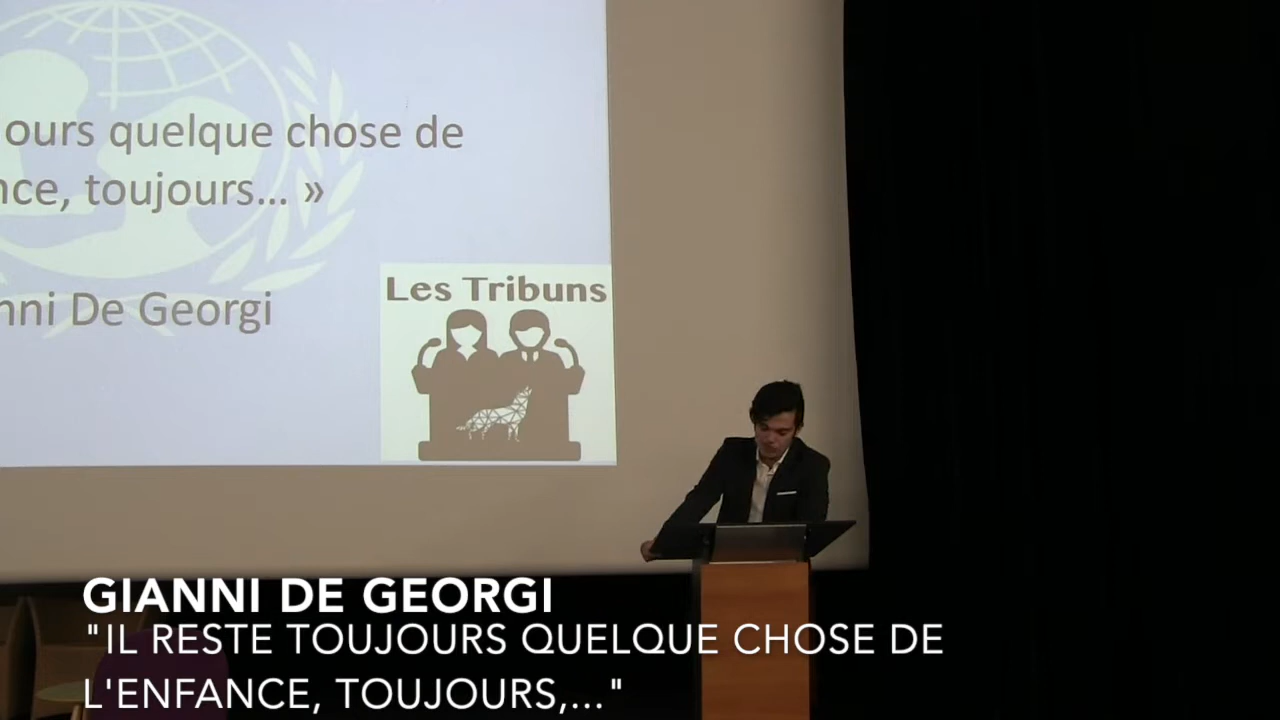 ours quelque chose de
nce, toujours... »
nni De Georgi
Les Tribuns
GIANNI DE GEORGI
"IL RESTE TOUJOURS QUELQUE CHOSE DE
L'ENFANCE, TOUJOURS,..."